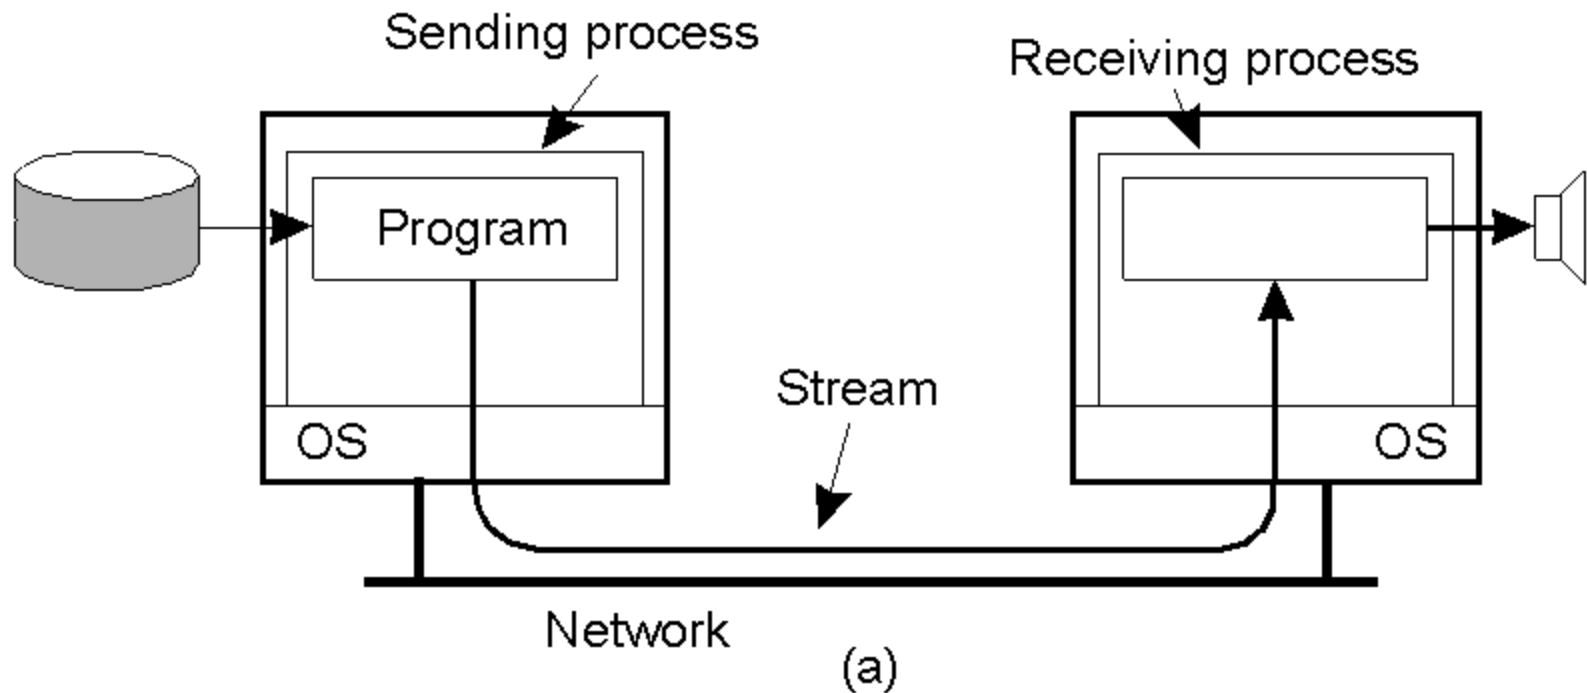 Sending process
Receiving process
Program
Stream
OS
OS
Network
(a)